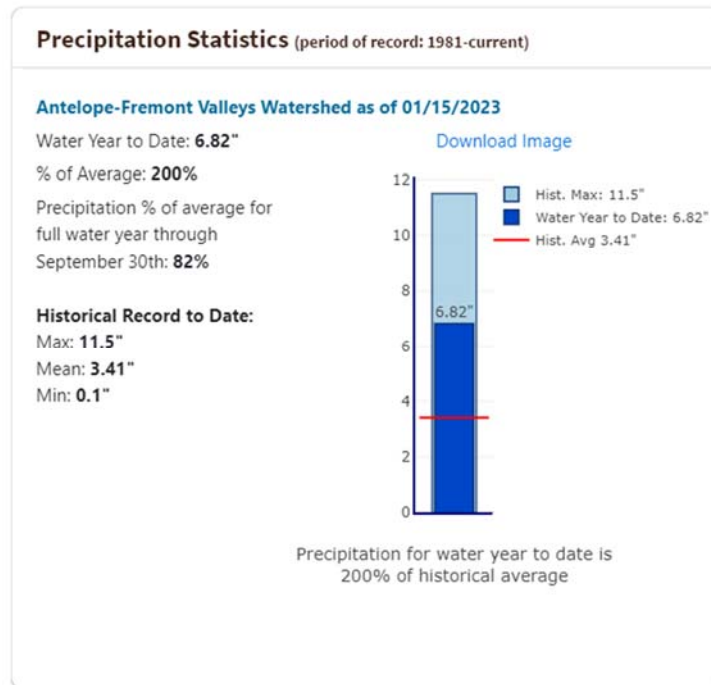 Precipitation Statistics (period of record: 1981-current)
Antelope-Fremont Valleys Watershed as of 01/15/2023
Water Year to Date: 6.82"
% of Average: 200%
Precipitation % of average for
full water year through
September 30th: 82%
Historical Record to Date:
Max: 11.5"
Mean: 3.41"
Min: 0.1"
Download Image
12
10
8
6
4
2
0
6.82"
Hist. Max: 11.5"
Water Year to Date: 6.82"
Hist. Avg 3.41"
Precipitation for water year to date is
200% of historical average